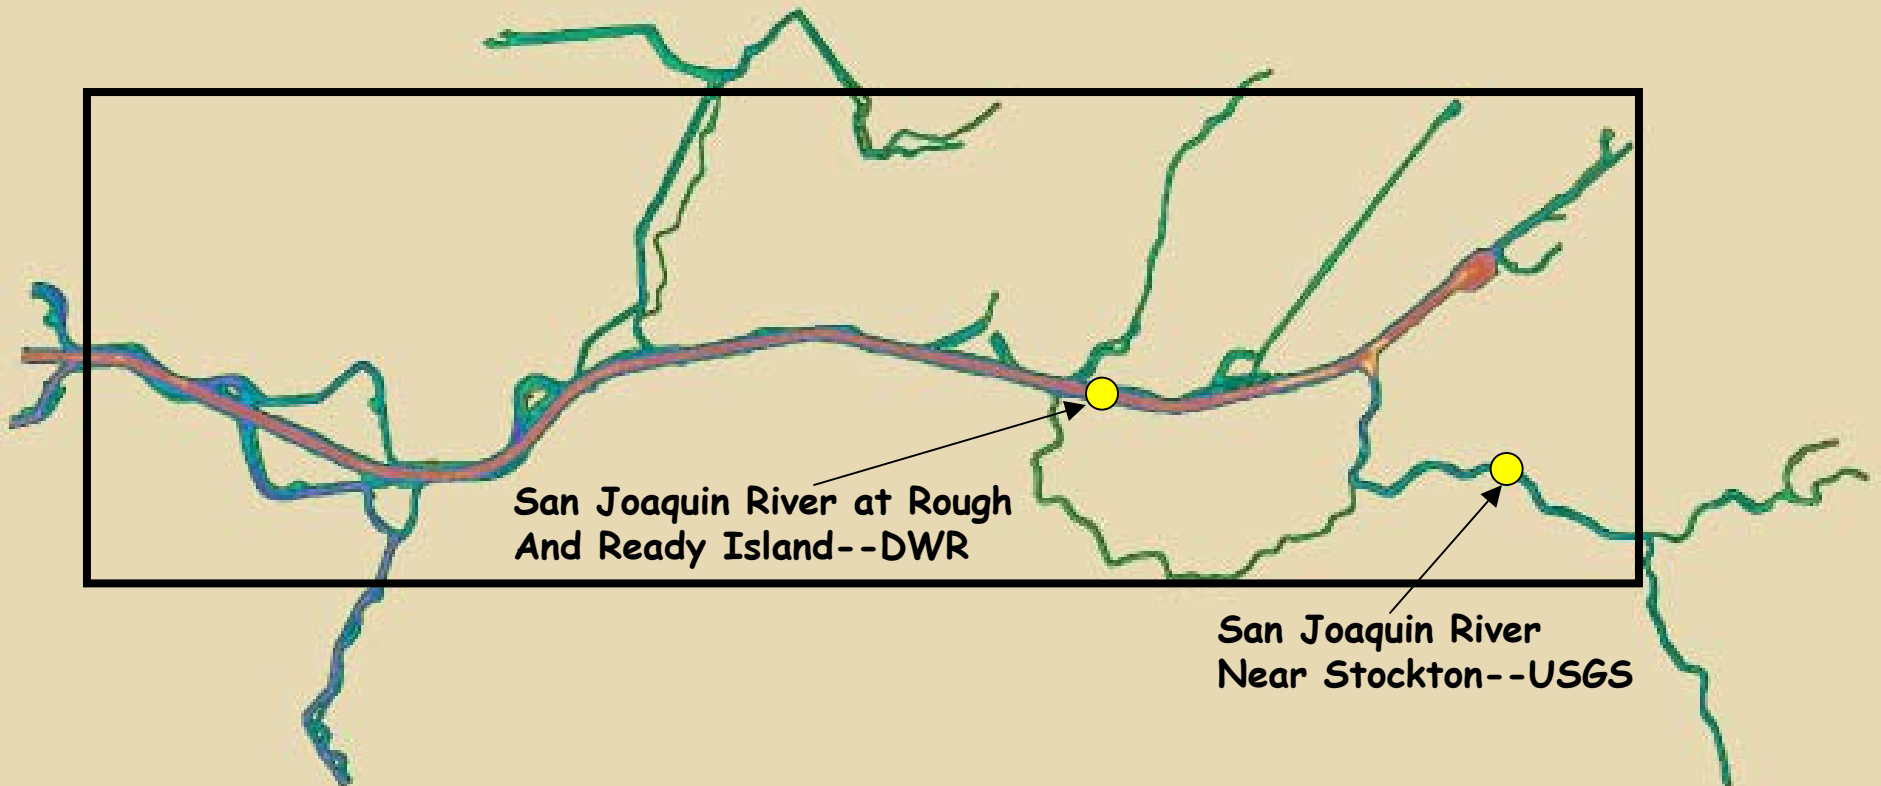 San Joaquin River at Rough
And Ready Island--DWR
San Joaquin River
Near Stockton--USGS